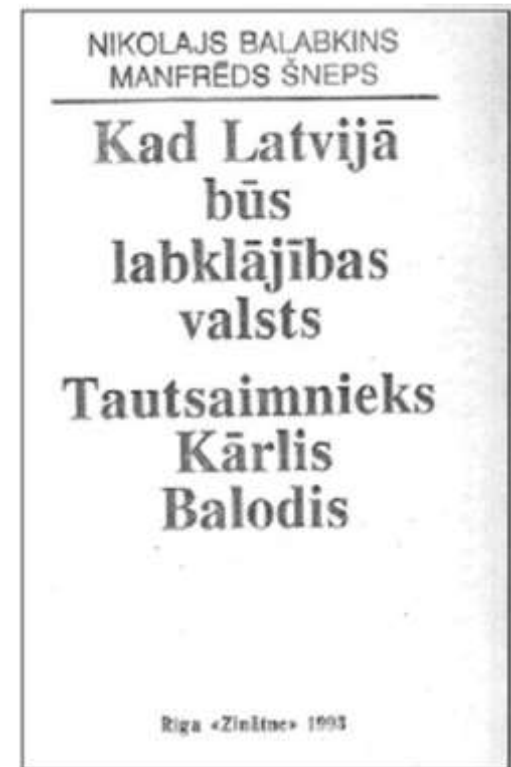 NIKOLAJS BALABKINS
MANFRĒDS ŠNEPS
Kad Latvijā
būs
labklājības
valsts
Tautsaimnieks
Kārlis
Balodis
Rīga «Zinātne» 1993